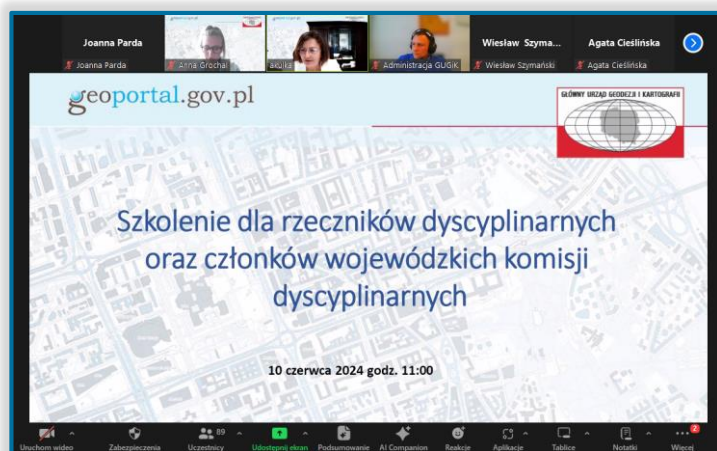 Joanna Parda
Wiesław Szyma...
Agata Cieślińska
Joanna Parda
Anna Grochal
akulka
Administracja GUGiK
Wiesław Szymański
Agata Cieślińska
geoportal.gov.pl
GŁÓWNY URZĄD GEODEZJI I KARTOGRAFII
Szkolenie dla rzeczników dyscyplinarnych
oraz członków wojewódzkich komisji
dyscyplinarnych
10 czerwca 2024 godz. 11:00
89
2
Uruchom wideo
Zabezpieczenia
Uczestnicy
Udostępnij ekran
Podsumowanie
AI Companion
Reakcje
Aplikacje
Tablice
Notatki
Więcej